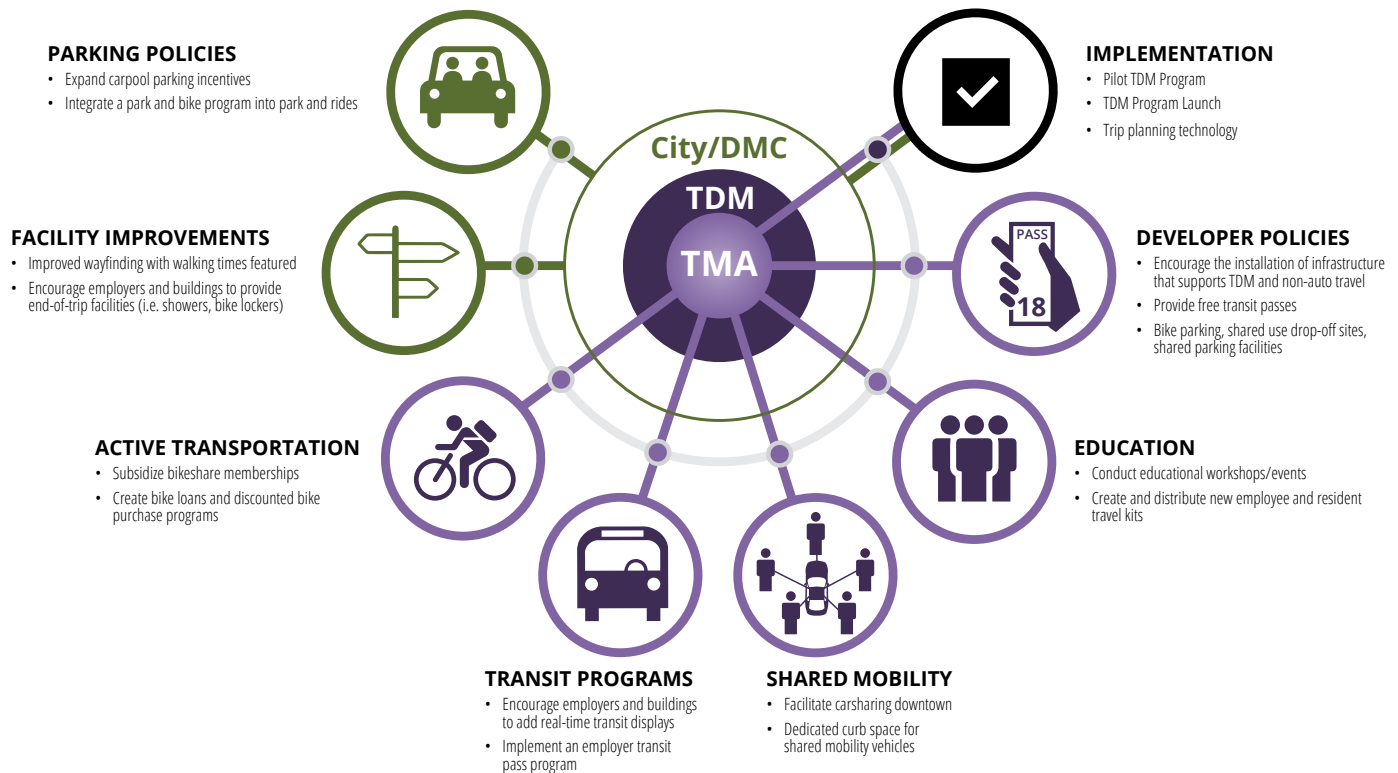 PARKING POLICIES
• Expand carpool parking incentives
• Integrate a park and bike program into park and rides
IMPLEMENTATION
• Pilot TDM Program
• TDM Program Launch
• Trip planning technology
City/DMC
TDM
TMA
FACILITY IMPROVEMENTS
• Improved wayfinding with walking times featured
• Encourage employers and buildings to provide
end-of-trip facilities (i.e. showers, bike lockers)
PASS
18
DEVELOPER POLICIES
• Encourage the installation of infrastructure
that supports TDM and non-auto travel
• Provide free transit passes
• Bike parking, shared use drop-off sites,
shared parking facilities
ACTIVE TRANSPORTATION
• Subsidize bikeshare memberships
• Create bike loans and discounted bike
purchase programs
EDUCATION
• Conduct educational workshops/events
• Create and distribute new employee and resident
travel kits
TRANSIT PROGRAMS
• Encourage employers and buildings
to add real-time transit displays
• Implement an employer transit
pass program
SHARED MOBILITY
• Facilitate carsharing downtown
• Dedicated curb space for
shared mobility vehicles